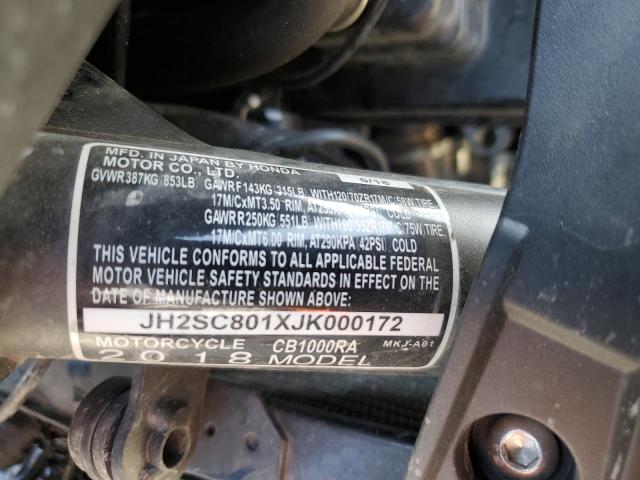 MFD. IN JAPAN BY HONDA
MOTOR CO., LTD. 6/18
GVWR387KG (853LB) GAWRF143KG (315LB) WITH120/70ZR17M/C 58W TIRE,
17M/CxMT3.50 RIM, COLD
GAWRR250KG (551LB) WITH190/55ZR17M/C 75W TIRE,
17M/CxMT6.00 RIM, AT290KPA (42PSI) COLD
THIS VEHICLE CONFORMS TO ALL APPLICABLE FEDERAL
MOTOR VEHICLE SAFETY STANDARDS IN EFFECT ON THE
DATE OF MANUFACTURE SHOWN ABOVE:
JH2SC801XJK000172
MOTORCYCLE CB1000RA MKJ-A01
2018 MODEL